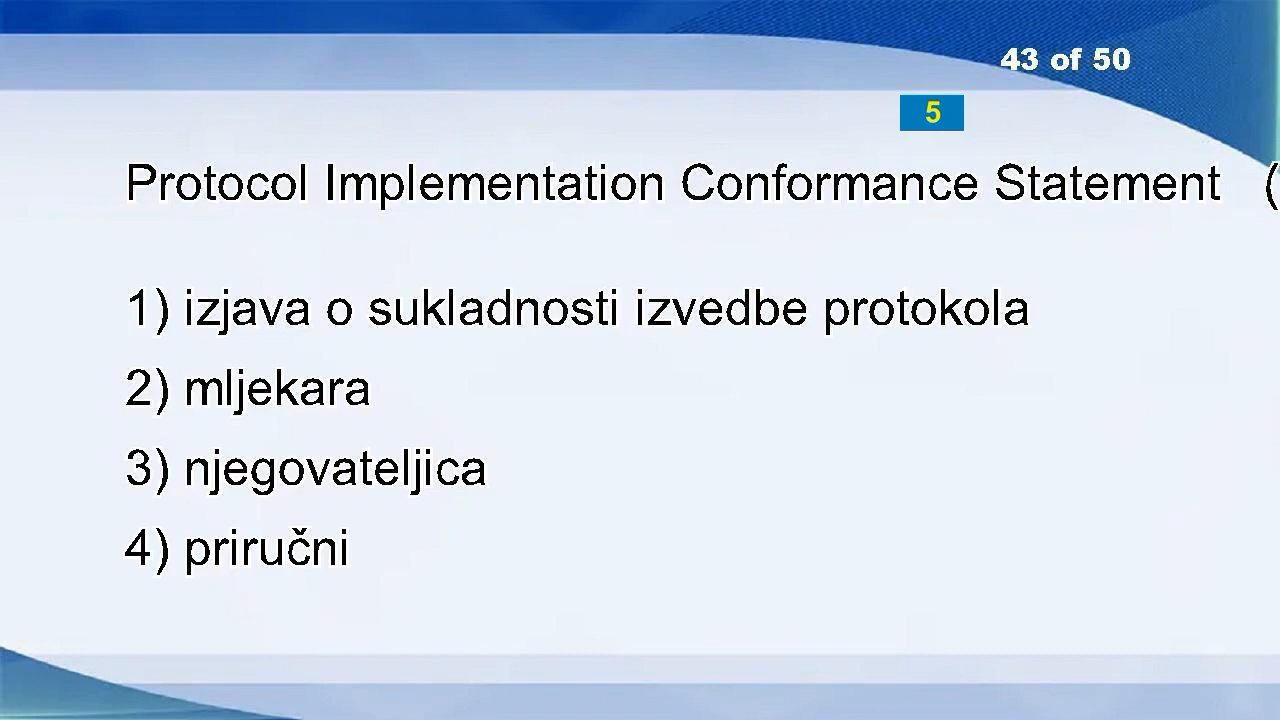 43 of 50
5
Protocol Implementation Conformance Statement (
1) izjava o sukladnosti izvedbe protokola
2) mljekara
3) njegovateljica
4) priručni